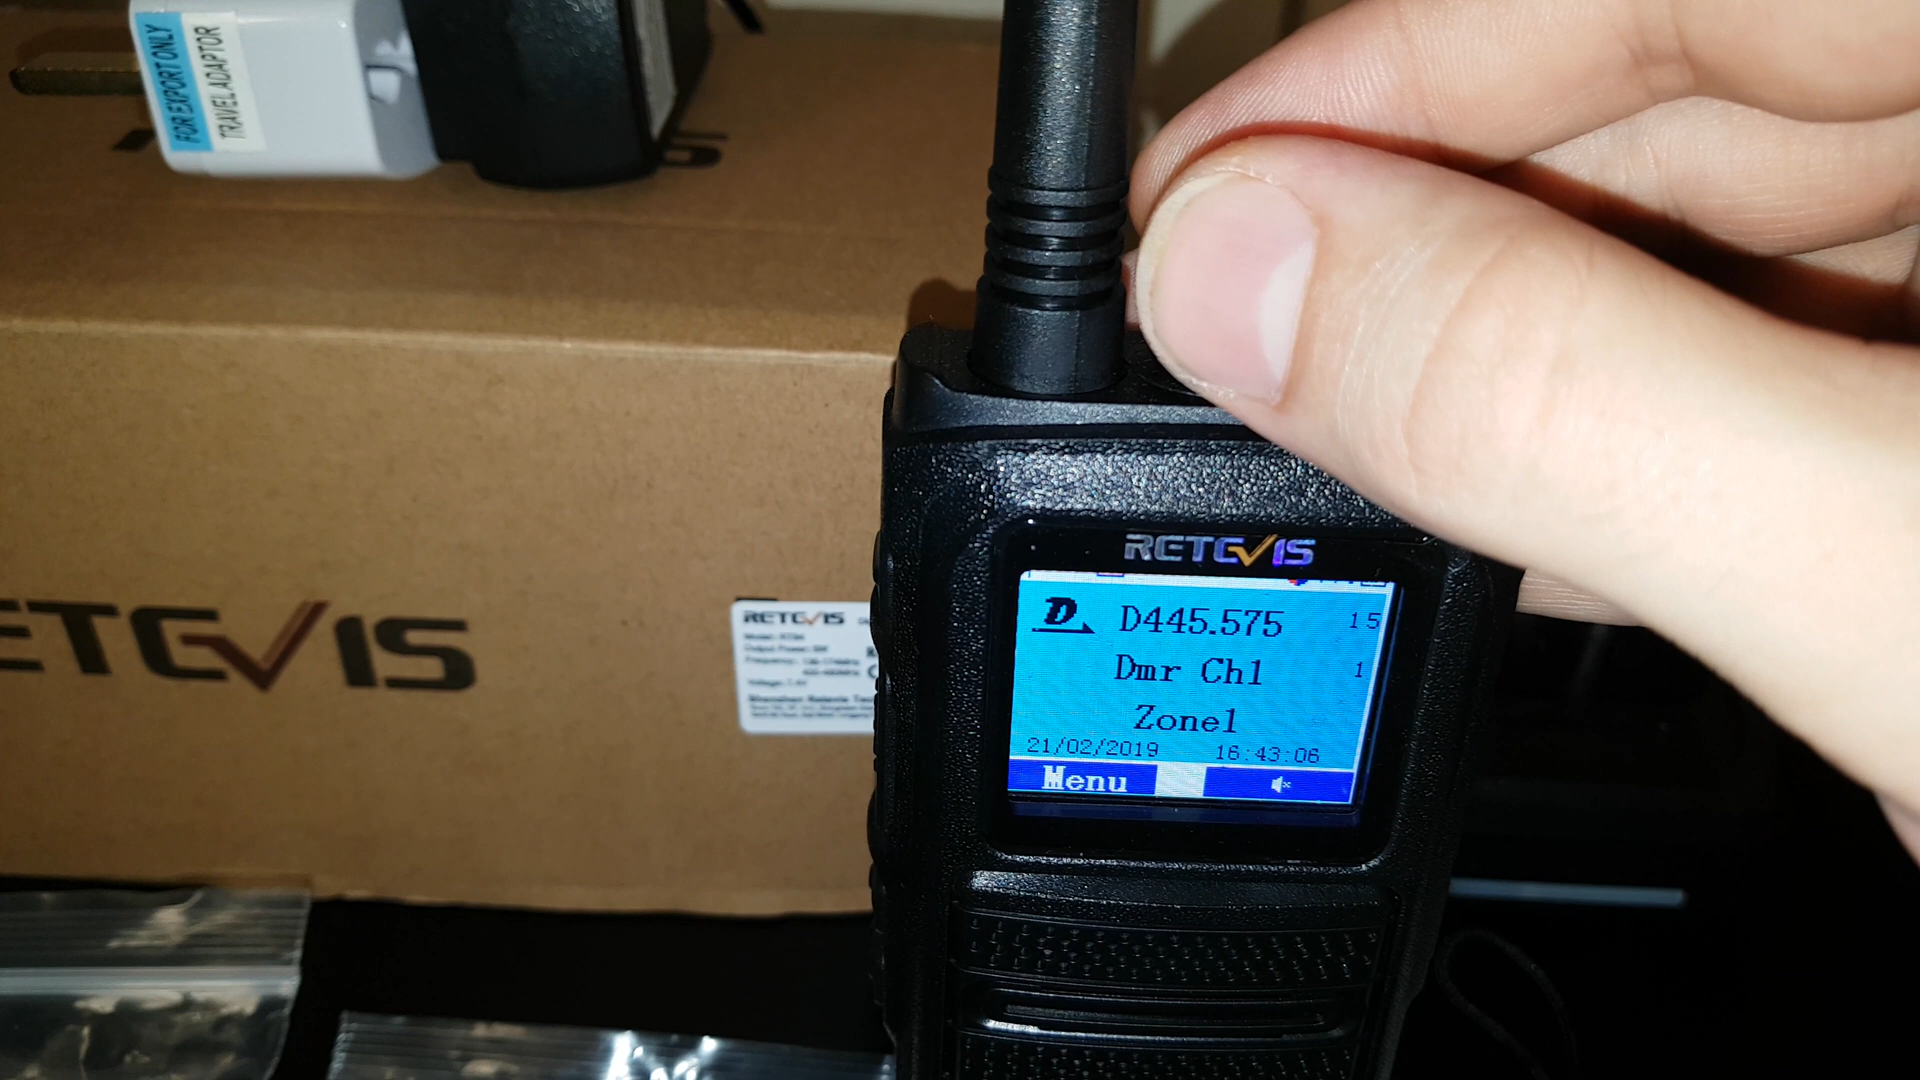 FOR EXPORT ONLY
TRAVEL ADAPTOR
RETEVIS
RETEVIS
D
D445.575
15
Dmr Ch1
1
Zone1
21/02/2019 16:43:06
Menu
ETEVIS